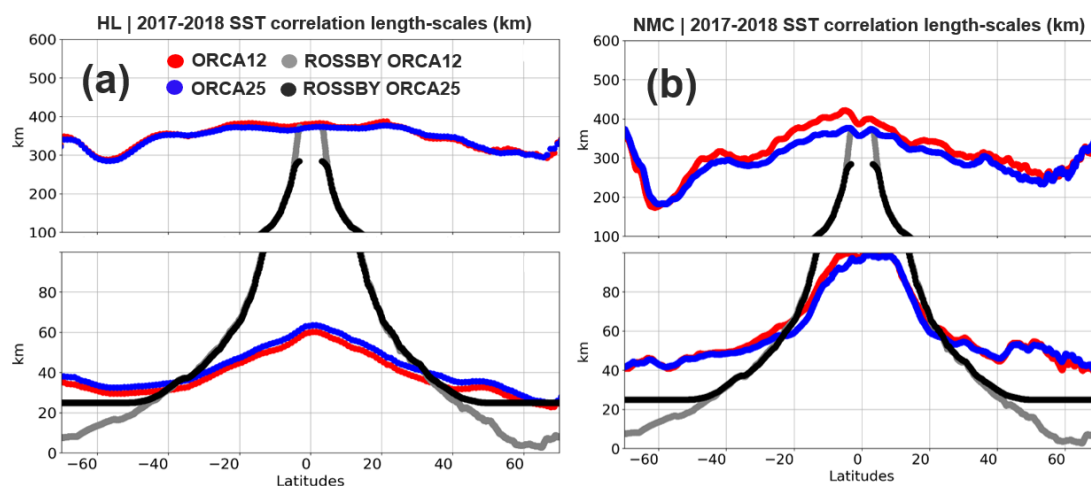 HL | 2017-2018 SST correlation length-scales (km)
(a)
ORCA12 ROSSBY ORCA12
ORCA25 ROSSBY ORCA25
km
600
500
400
300
200
100
km
80
60
40
20
0
−60 −40 −20 0 20 40 60
Latitudes
NMC | 2017-2018 SST correlation length-scales (km)
(b)
km
600
500
400
300
200
100
km
80
60
40
20
0
−60 −40 −20 0 20 40 60
Latitudes